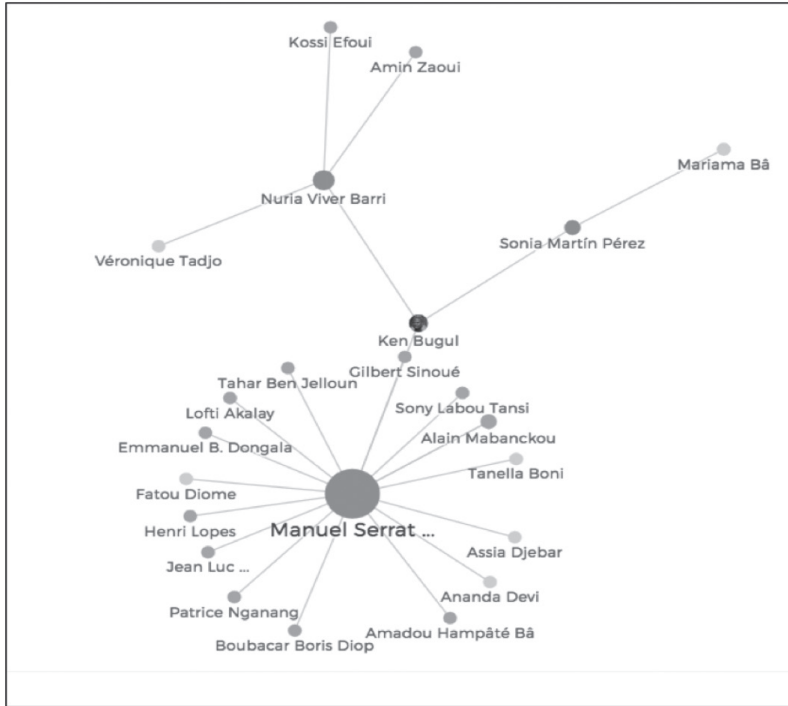 Kossi Efoui
Amin Zaoui
Mariama Bâ
Nuria Viver Barri
Sonia Martín Pérez
Véronique Tadjo
Ken Bugul
Gilbert Sinoué
Tahar Ben Jelloun
Sony Labou Tansi
Lofti Akalay
Alain Mabanckou
Emmanuel B. Dongala
Tanella Boni
Fatou Diome
Henri Lopes
Manuel Serrat ...
Assia Djebar
Jean Luc ...
Ananda Devi
Patrice Nganang
Amadou Hampâté Bâ
Boubacar Boris Diop